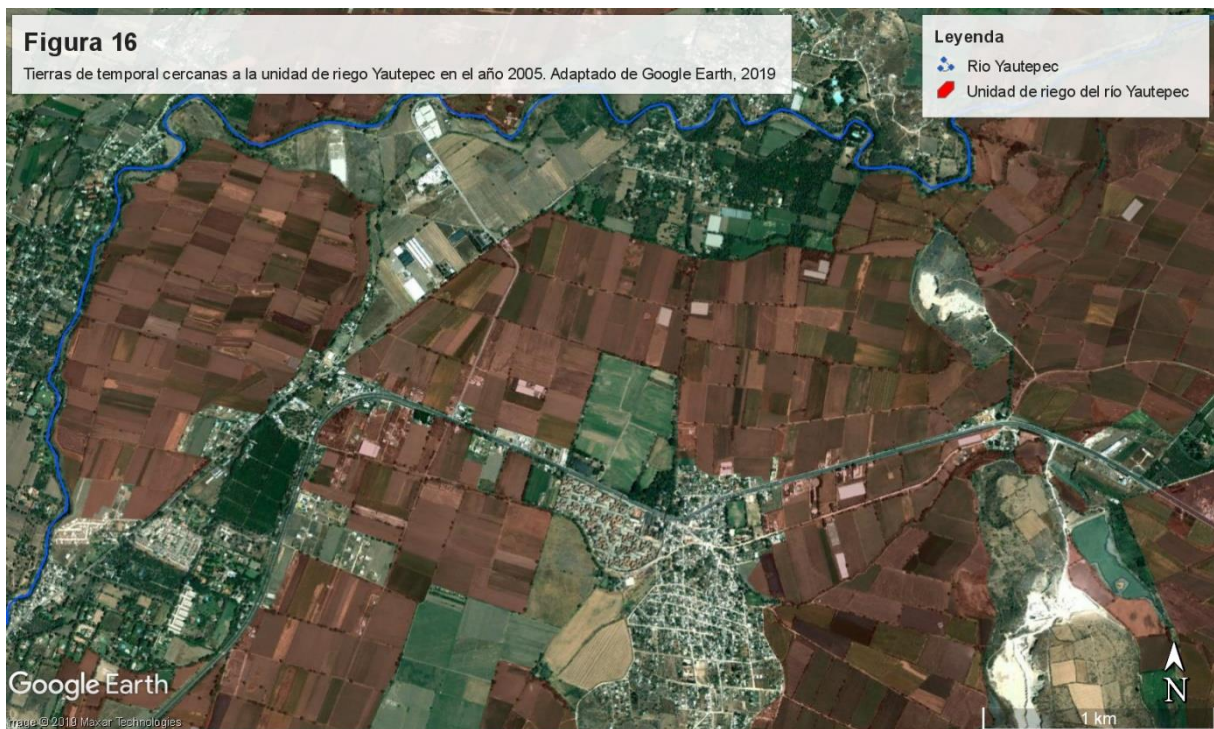 Figura 16
Tierras de temporal cercanas a la unidad de riego Yautepec en el año 2005. Adaptado de Google Earth, 2019
Leyenda
Rio Yautepec
Unidad de riego del río Yautepec
Google Earth
Image © 2019 Maxar Technologies
N
1 km